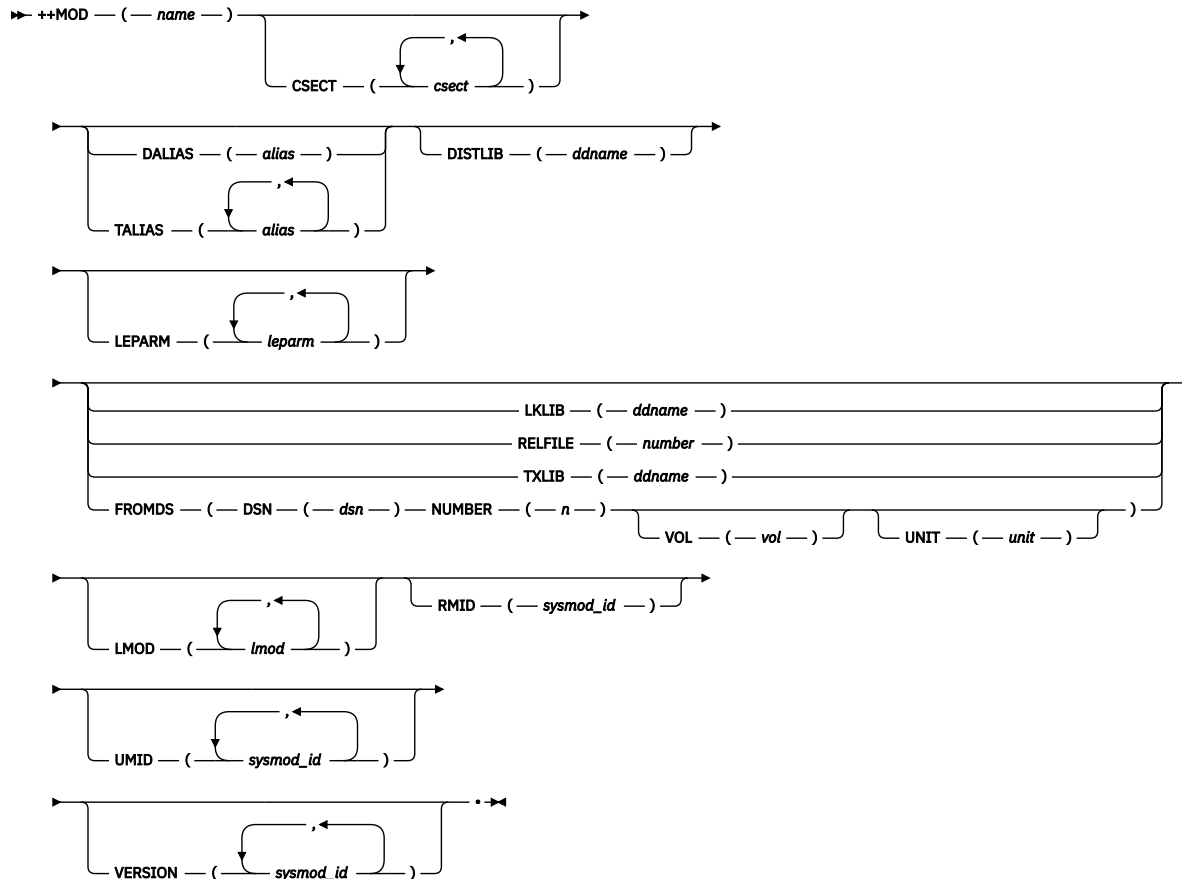 ++MOD — ( — name — )
,
CSECT — ( csect )
DALIAS — ( — alias — ) DISTLIB — ( — ddname — )
,
TALIAS — ( alias )
,
LEPARM — ( leparm )
LKLIB — ( — ddname — )
RELFILE — ( — number — )
TXLIB — ( — ddname — )
FROMDS — ( — DSN — ( — dsn — ) — NUMBER — ( — n — ) )
VOL — ( — vol — ) UNIT — ( — unit — )
,
RMID — ( — sysmod_id — )
LMOD — ( lmod )
,
UMID — ( sysmod_id )
.
,
VERSION — ( sysmod_id )